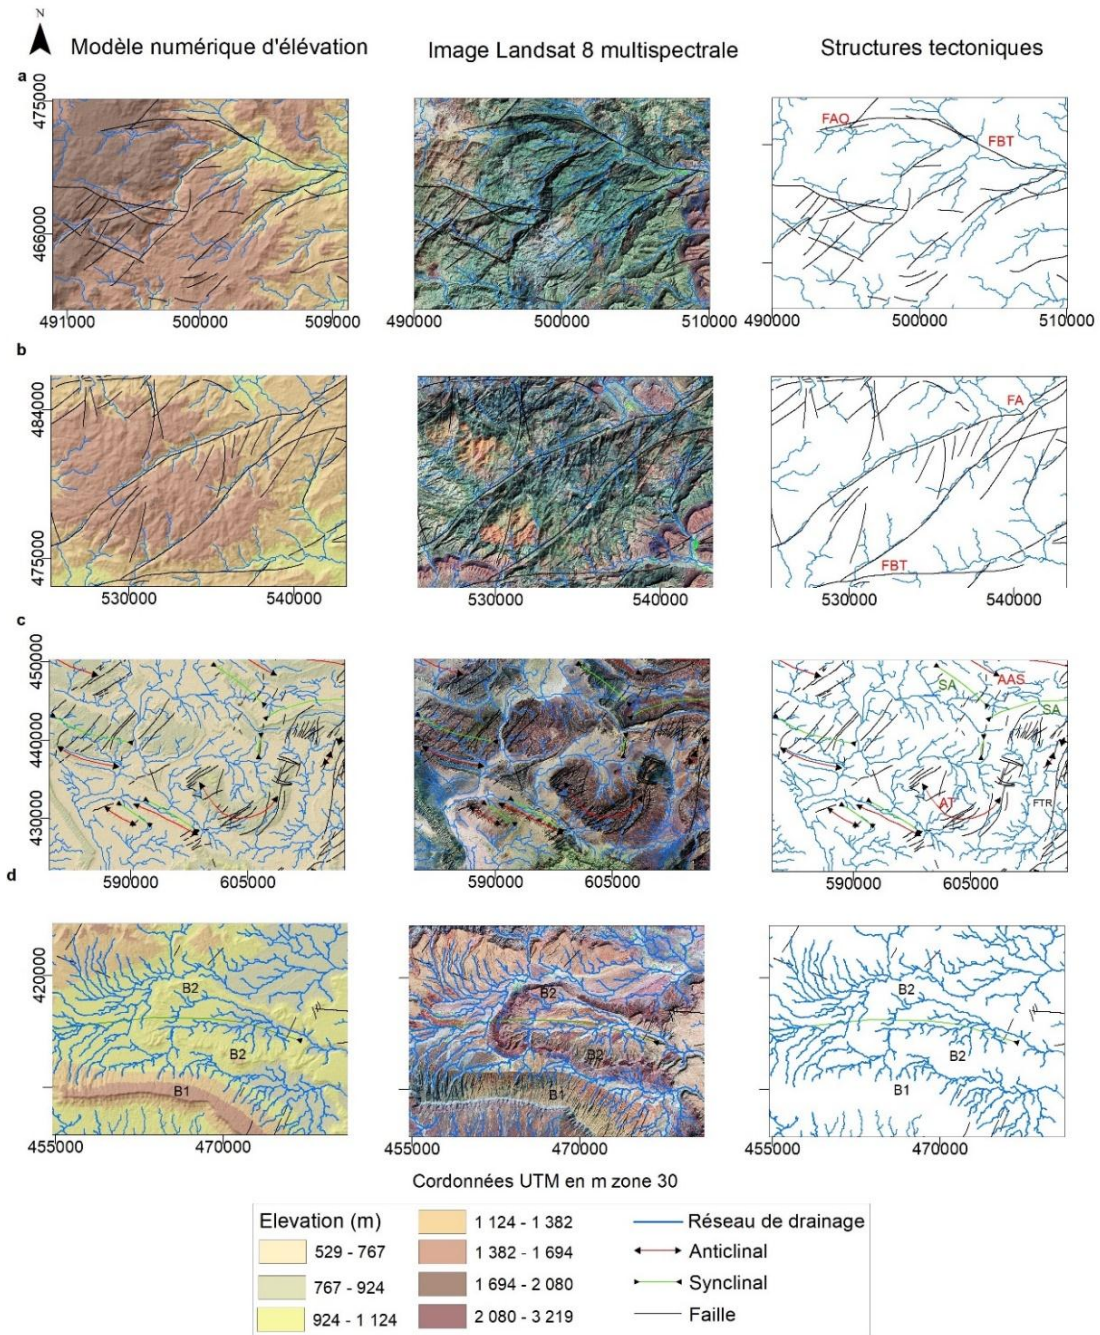 N
Modèle numérique d'élévation
Image Landsat 8 multispectrale
Structures tectoniques
a
475000
466000
491000 500000 509000
490000 500000 510000
FAO
FBT
490000 500000 510000
b
484000
475000
530000 540000
530000 540000
FA
FBT
530000 540000
c
450000
440000
430000
590000 605000
590000 605000
SA
AAS
SA
AT
FTR
590000 605000
d
420000
B2
B2
B1
455000 470000
B2
B2
B1
455000 470000
B2
B2
B1
455000 470000
Cordonnées UTM en m zone 30
Elevation (m)
529 - 767
767 - 924
924 - 1 124
1 124 - 1 382
1 382 - 1 694
1 694 - 2 080
2 080 - 3 219
Réseau de drainage
Anticlinal
Synclinal
Faille